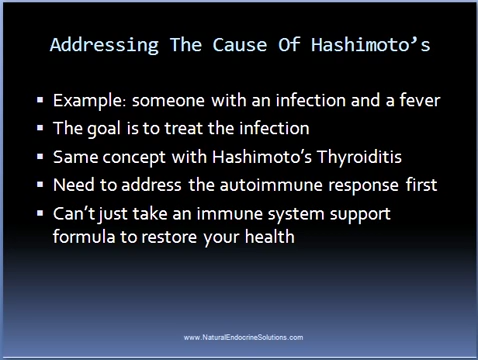 Addressing The Cause Of Hashimoto's
▪ Example: someone with an infection and a fever
▪ The goal is to treat the infection
▪ Same concept with Hashimoto's Thyroiditis
▪ Need to address the autoimmune response first
▪ Can't just take an immune system support
formula to restore your health
www.NaturalEndocrineSolutions.com